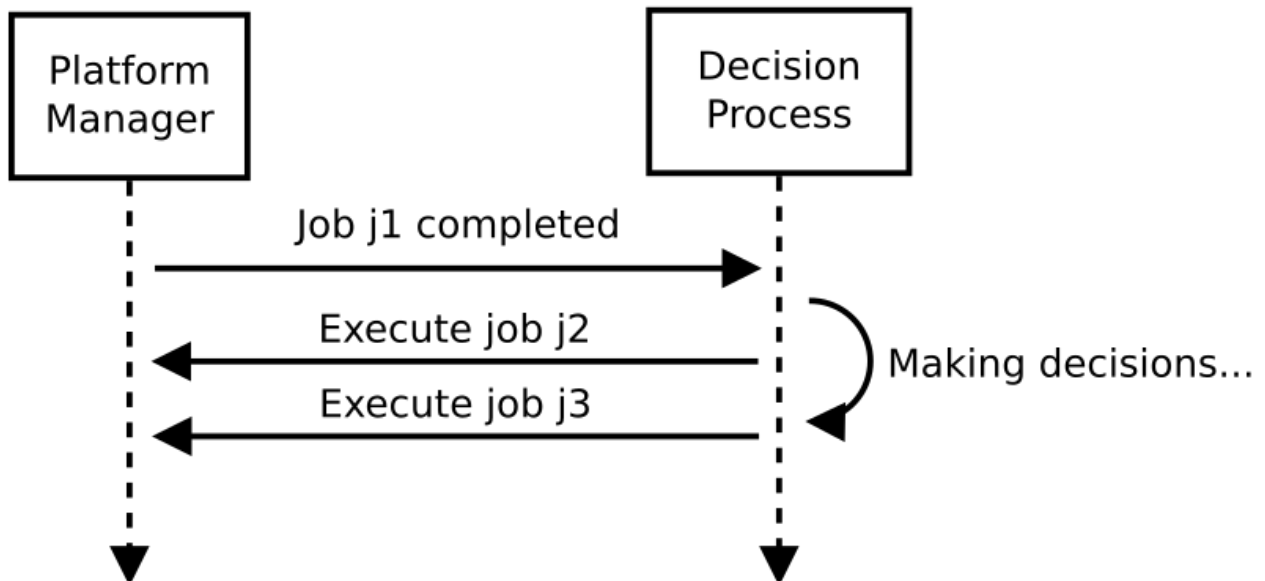 Platform
Manager
Decision
Process
Job j1 completed
Execute job j2
Making decisions...
Execute job j3